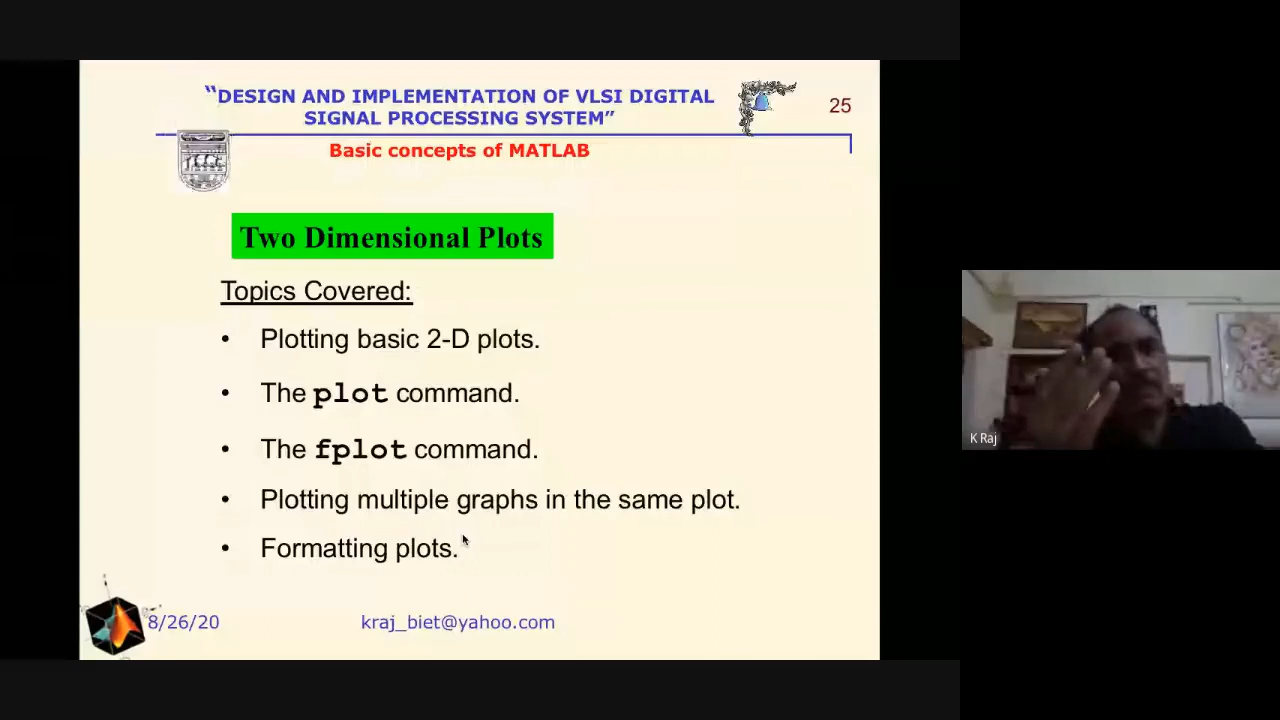 “DESIGN AND IMPLEMENTATION OF VLSI DIGITAL
SIGNAL PROCESSING SYSTEM”
25
Basic concepts of MATLAB
Two Dimensional Plots
Topics Covered:
• Plotting basic 2-D plots.
• The plot command.
• The fplot command.
• Plotting multiple graphs in the same plot.
• Formatting plots.
8/26/20
kraj_biet@yahoo.com
K Raj